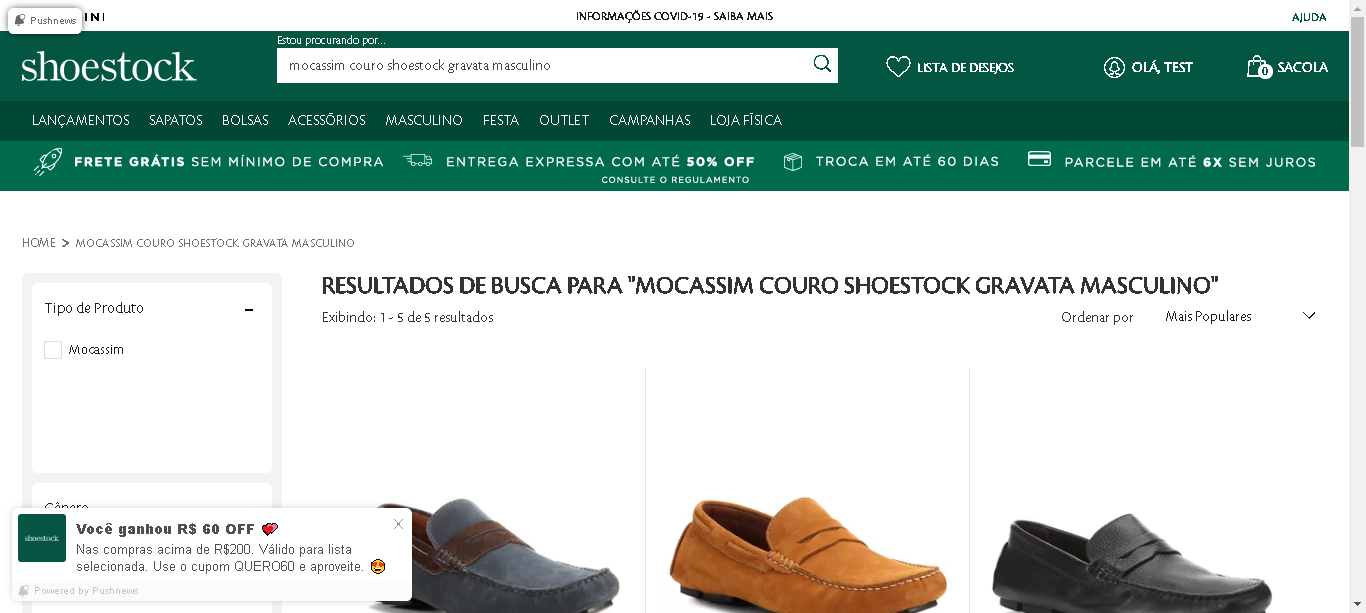 Pushnews
INI
INFORMAÇÕES COVID-19 - SAIBA MAIS
AJUDA
shoestock
Estou procurando por...
mocassim couro shoestock gravata masculino
LISTA DE DESEJOS
OLÁ, TEST
0
SACOLA
LANÇAMENTOS SAPATOS BOLSAS ACESSÓRIOS MASCULINO FESTA OUTLET CAMPANHAS LOJA FÍSICA
FRETE GRÁTIS SEM MÍNIMO DE COMPRA
ENTREGA EXPRESSA COM ATÉ 50% OFF
CONSULTE O REGULAMENTO
TROCA EM ATÉ 60 DIAS
PARCELE EM ATÉ 6X SEM JUROS
HOME > MOCASSIM COURO SHOESTOCK GRAVATA MASCULINO
RESULTADOS DE BUSCA PARA "MOCASSIM COURO SHOESTOCK GRAVATA MASCULINO"
Exibindo: 1 - 5 de 5 resultados
Ordenar por
Mais Populares
Tipo de Produto
Mocassim
Gênero
shoestock
Você ganhou R$ 60 OFF 💘
Nas compras acima de R$200. Válido para lista
selecionada. Use o cupom QUERO60 e aproveite. 😍
Powered by Pushnews